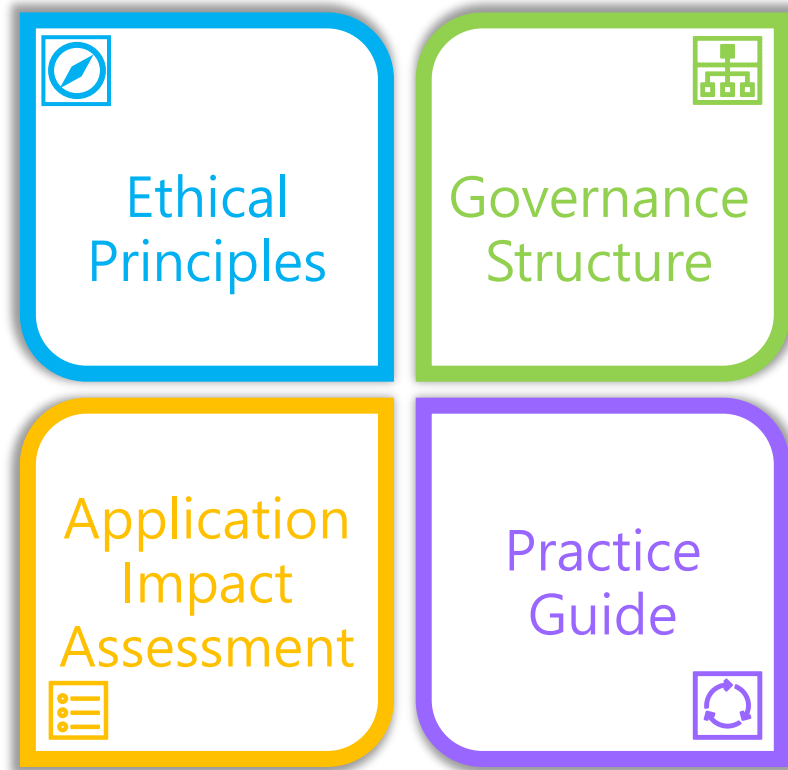 Ethical
Principles
Governance
Structure
Application
Impact
Assessment
Practice
Guide